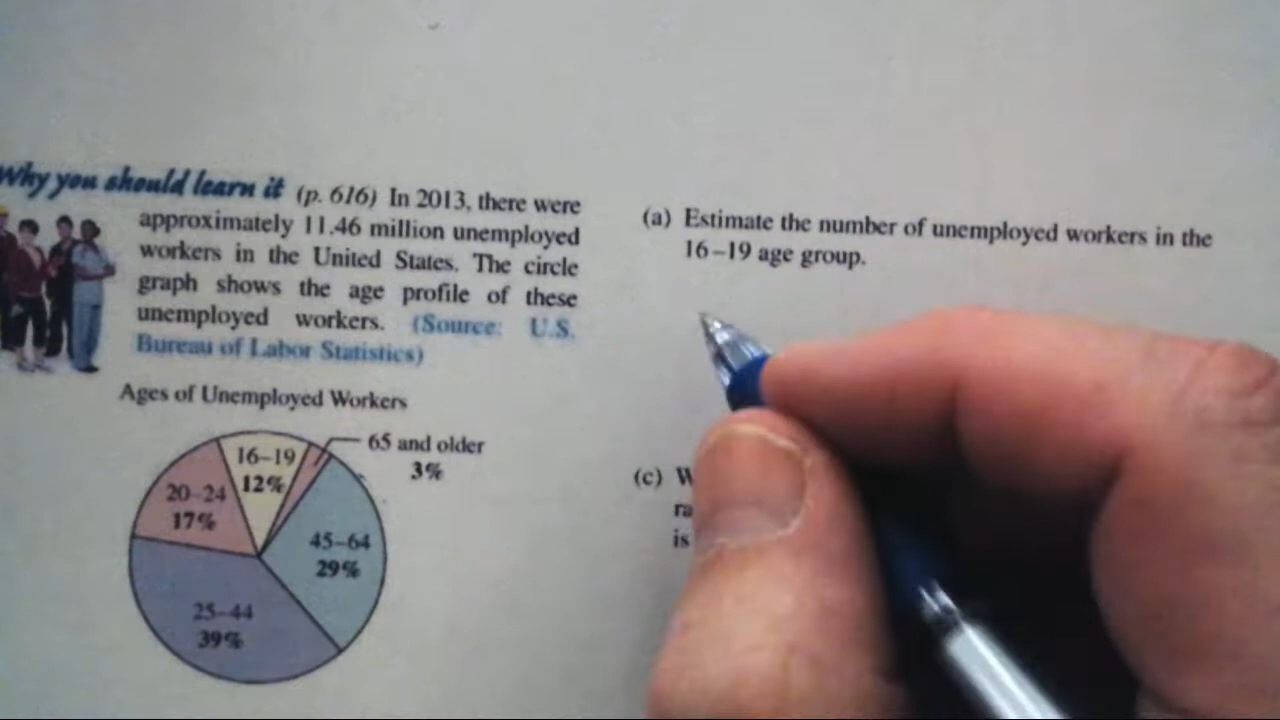 Why you should learn it (p. 616) In 2013, there were
approximately 11.46 million unemployed
workers in the United States. The circle
graph shows the age profile of these
unemployed workers. (Source: U.S.
Bureau of Labor Statistics)
Ages of Unemployed Workers
16–19
12%
65 and older
3%
20–24
17%
45–64
29%
25–44
39%
(a) Estimate the number of unemployed workers in the
16–19 age group.
(c) W
ra
is